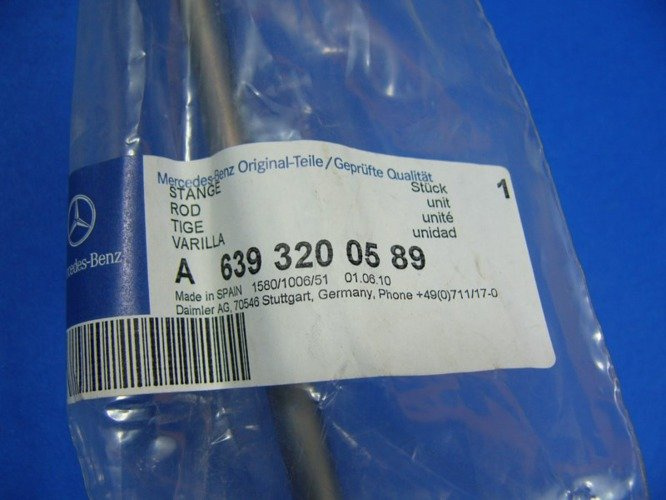 Mercedes-Benz Original-Teile/Geprüfte Qualität
STANGE Stück 1
ROD unit
TIGE unité
VARILLA unidad
A 639 320 05 89
Made in SPAIN 1580/1006/51 01.06.10
Daimler AG, 70546 Stuttgart, Germany, Phone +49(0)711/17-0
rcedes-Benz